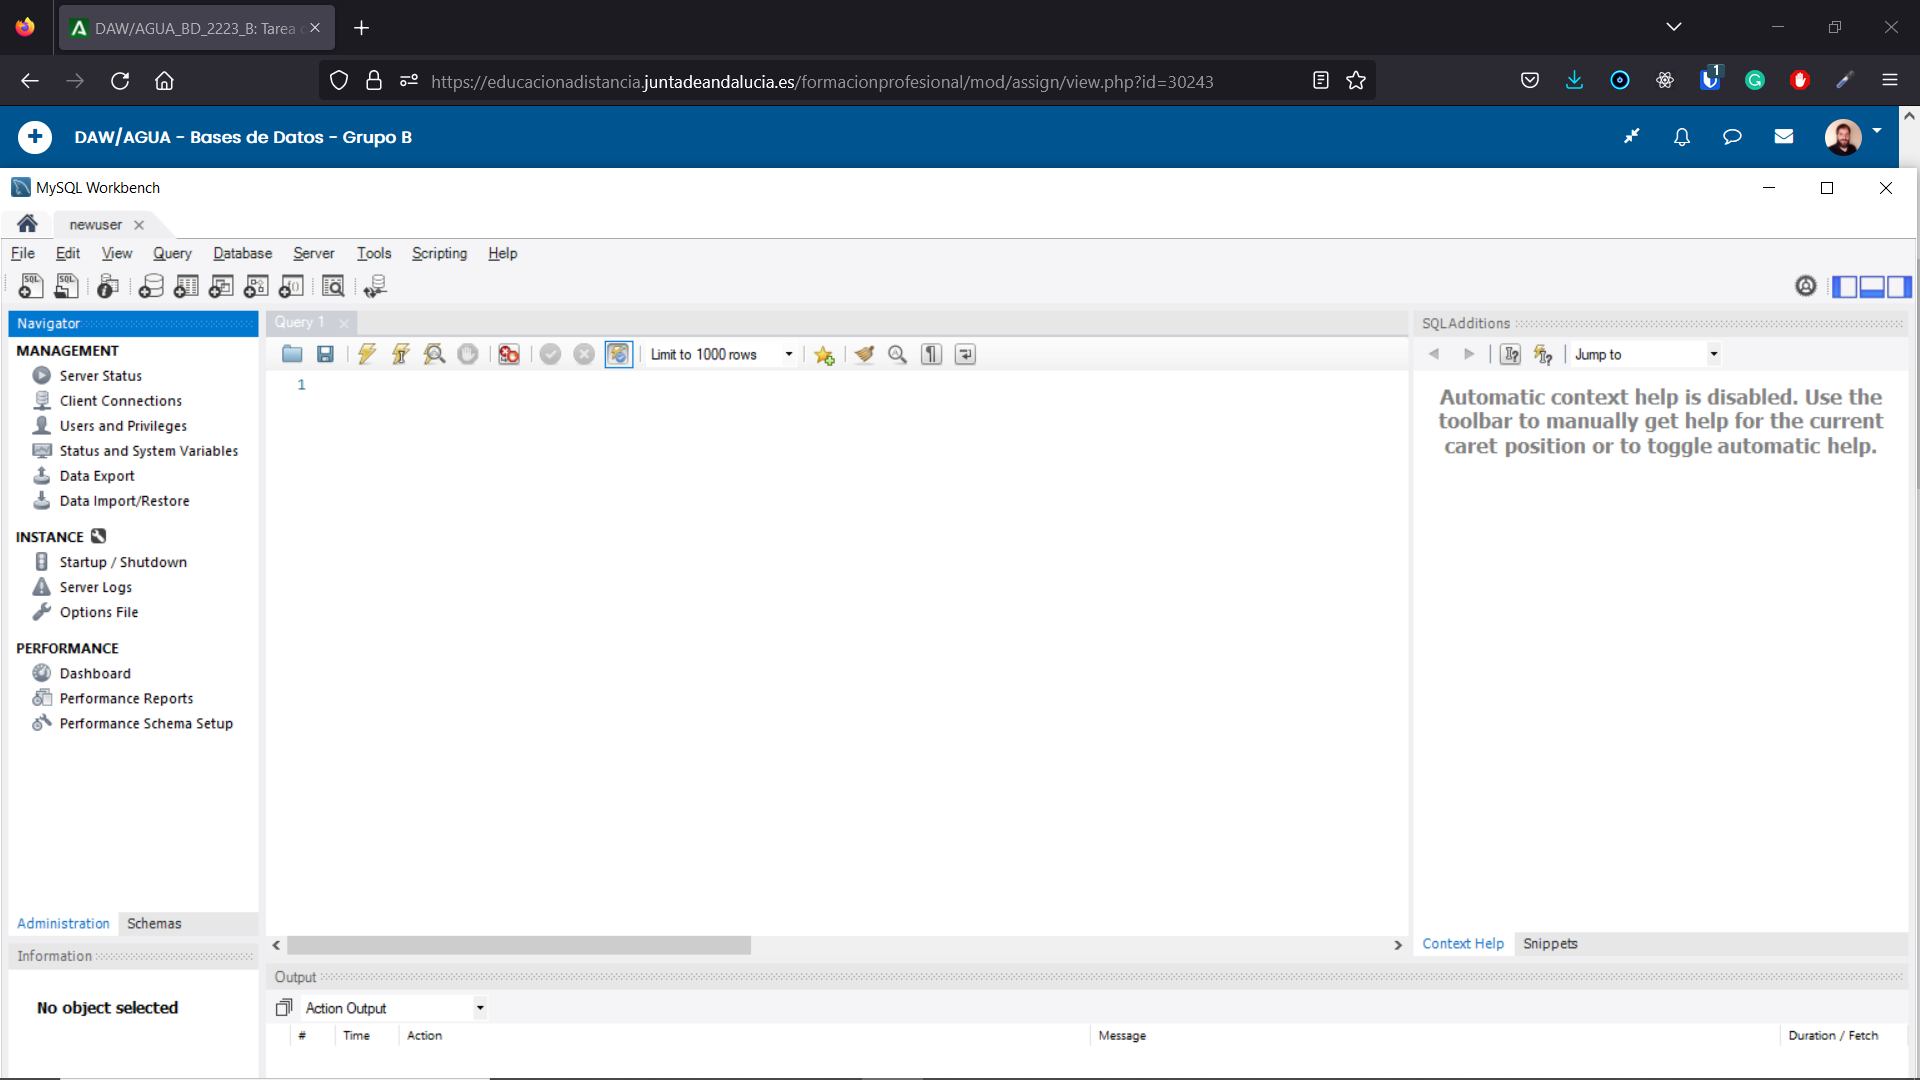 DAW/AGUA_BD_2223_B: Tarea
https://educacionadistancia.juntadeandalucia.es/formacionprofesional/mod/assign/view.php?id=30243
1
DAW/AGUA - Bases de Datos - Grupo B
MySQL Workbench
newuser
File Edit View Query Database Server Tools Scripting Help
Navigator
Query 1
SQLAdditions
Limit to 1000 rows
Jump to
MANAGEMENT
Server Status
Client Connections
Users and Privileges
Status and System Variables
Data Export
Data Import/Restore
INSTANCE
Startup / Shutdown
Server Logs
Options File
PERFORMANCE
Dashboard
Performance Reports
Performance Schema Setup
1
Automatic context help is disabled. Use the
toolbar to manually get help for the current
caret position or to toggle automatic help.
Administration Schemas
Context Help Snippets
Information
No object selected
Output
Action Output
# Time Action Message Duration / Fetch